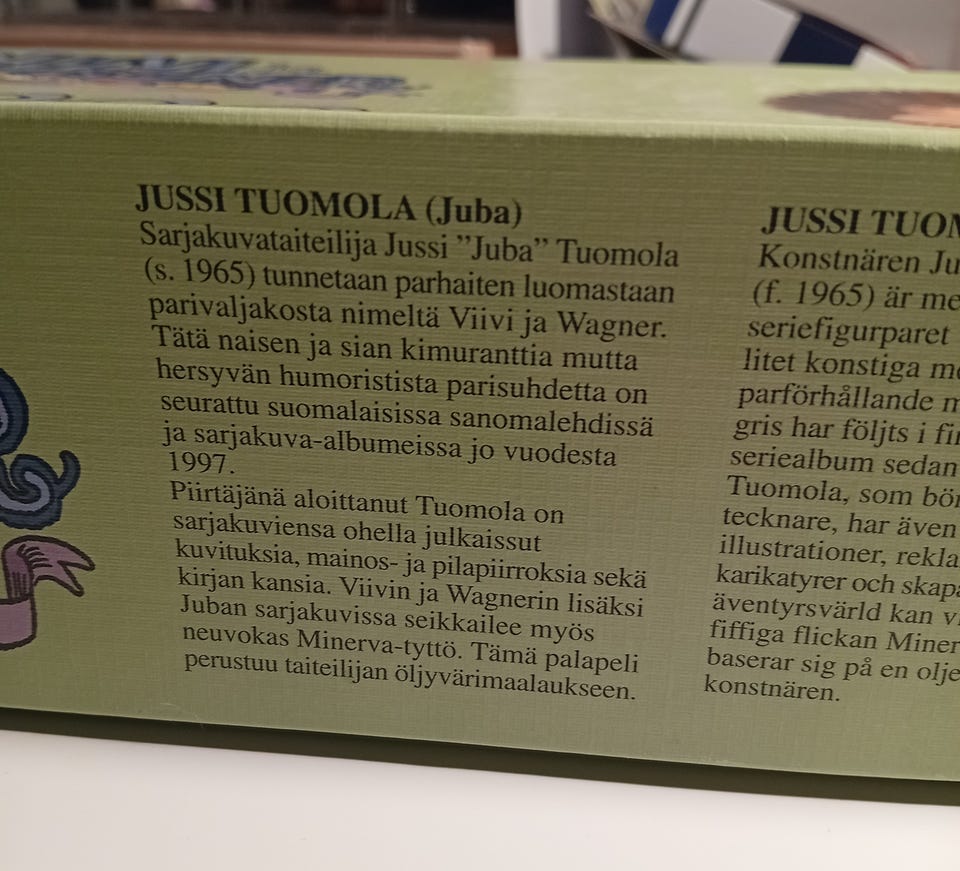 JUSSI TUOMOLA (Juba)
Sarjakuvataiteilija Jussi ”Juba” Tuomola
(s. 1965) tunnetaan parhaiten luomastaan
parivaljakosta nimeltä Viivi ja Wagner.
Tätä naisen ja sian kimuranttia mutta
hersyvän humoristista parisuhdetta on
seurattu suomalaisissa sanomalehdissä
ja sarjakuva-albumeissa jo vuodesta
1997.
Piirtäjänä aloittanut Tuomola on
sarjakuviensa ohella julkaissut
kuvituksia, mainos- ja pilapiirroksia sekä
kirjan kansia. Viivin ja Wagnerin lisäksi
Juban sarjakuvissa seikkailee myös
neuvokas Minerva-tyttö. Tämä palapeli
perustuu taiteilijan öljyvärimaalaukseen.
JUSSI TUOM
Konstnären Ju
(f. 1965) är me
seriefigurparet
litet konstiga m
parförhållande m
gris har följts i fi
seriealbum sedan
Tuomola, som bör
tecknare, har även
illustrationer, rekla
karikatyrer och skapa
äventyrsvärld kan vi
fiffiga flickan Miner
baserar sig på en olje
konstnären.